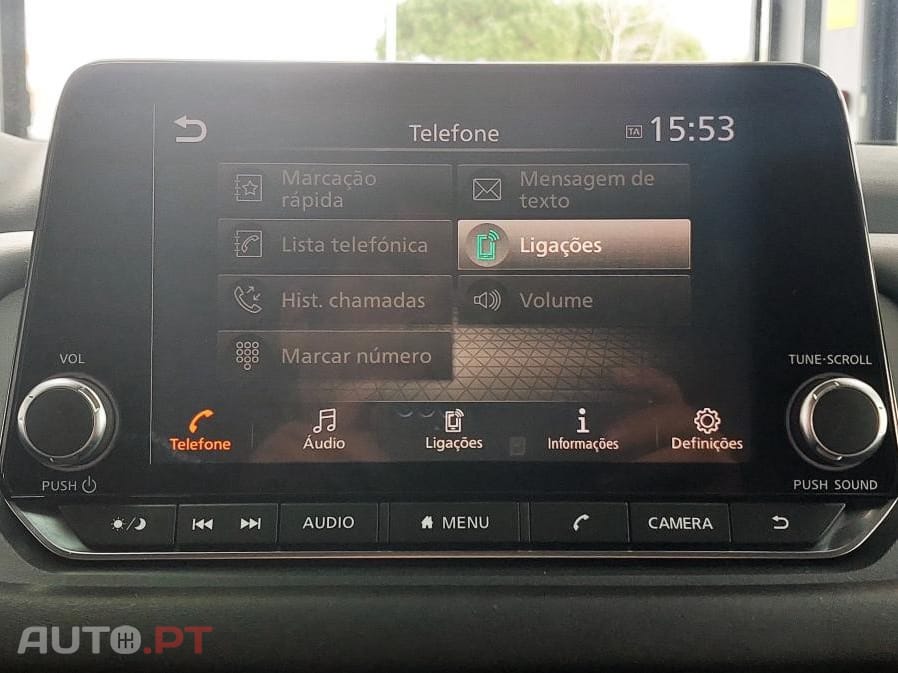 Telefone
TA 15:53
Marcação
rápida
Mensagem de
texto
Lista telefónica
Ligações
Hist. chamadas
Volume
Marcar número
VOL
TUNE·SCROLL
Telefone
Áudio
Ligações
Informações
Definições
PUSH
PUSH SOUND
AUDIO
MENU
CAMERA
AUTO.PT